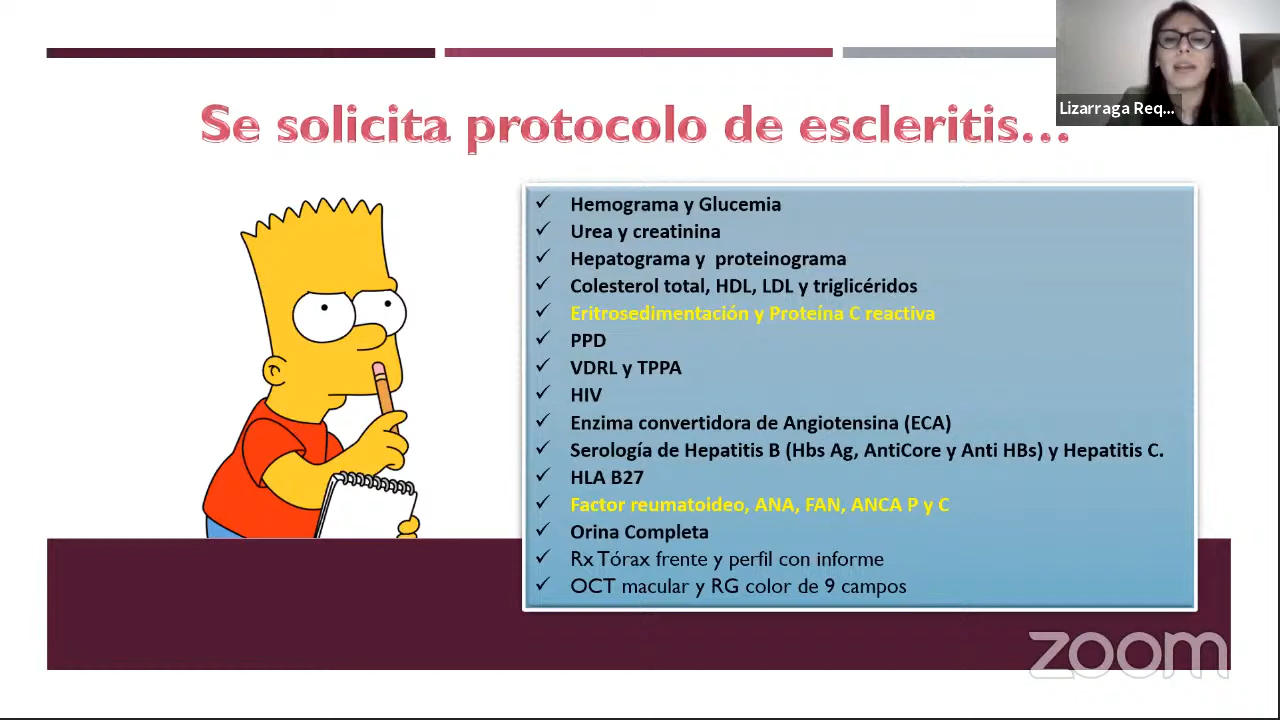 Lizarraga Req...
Se solicita protocolo de escleritis...
✓ Hemograma y Glucemia
✓ Urea y creatinina
✓ Hepatograma y proteinograma
✓ Colesterol total, HDL, LDL y triglicéridos
✓ Eritrosedimentación y Proteína C reactiva
✓ PPD
✓ VDRL y TPPA
✓ HIV
✓ Enzima convertidora de Angiotensina (ECA)
✓ Serología de Hepatitis B (Hbs Ag, AntiCore y Anti HBs) y Hepatitis C.
✓ HLA B27
✓ Factor reumatoideo, ANA, FAN, ANCA P y C
✓ Orina Completa
✓ Rx Tórax frente y perfil con informe
✓ OCT macular y RG color de 9 campos
zoom